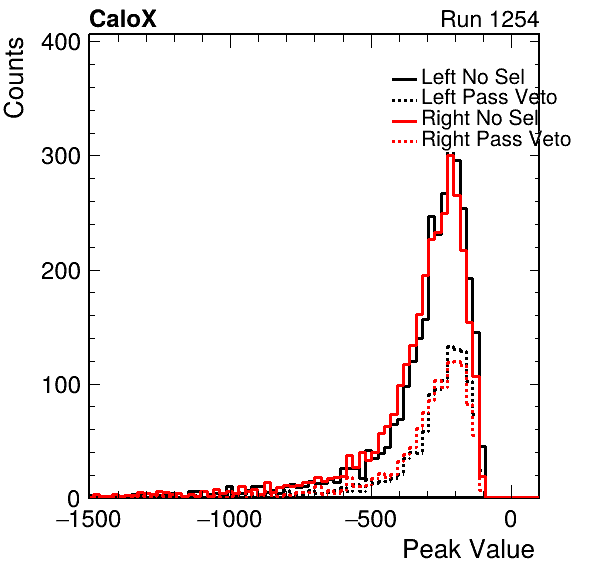 CaloX Run 1254
Counts
400
300
200
100
0
Left No Sel
Left Pass Veto
Right No Sel
Right Pass Veto
−1500 −1000 −500 0
Peak Value